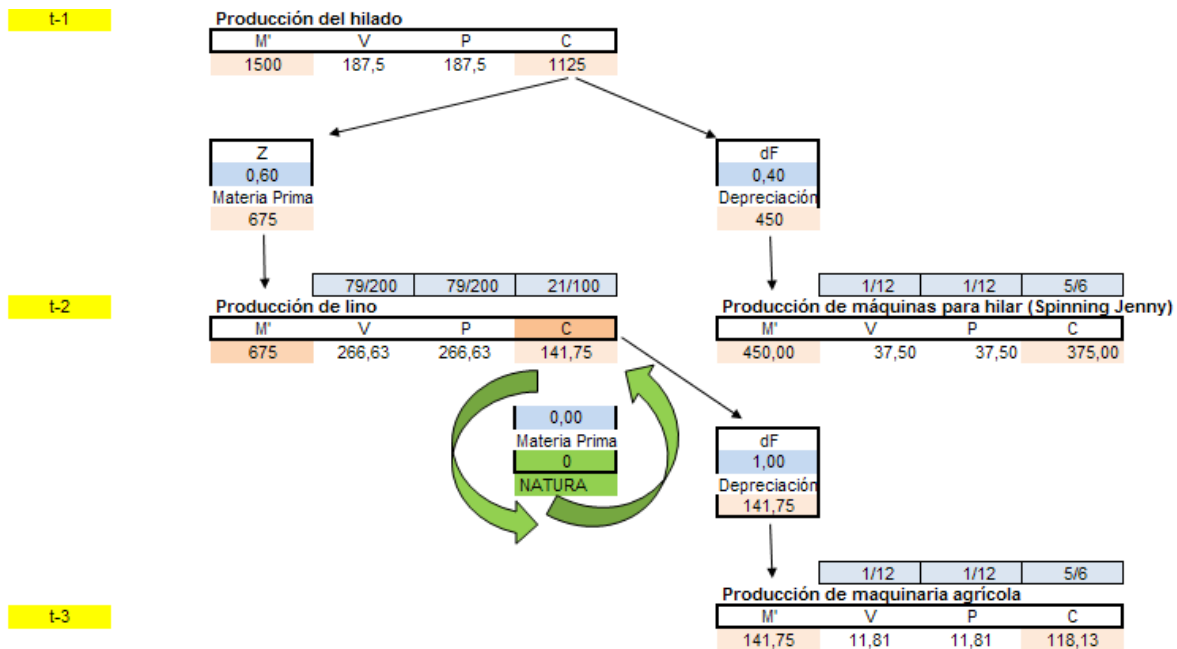 t-1
Producción del hilado
M' V P C
1500 187,5 187,5 1125
Z
0,60
Materia Prima
675
dF
0,40
Depreciación
450
79/200 79/200 21/100
t-2
Producción de lino
M' V P C
675 266,63 266,63 141,75
1/12 1/12 5/6
Producción de máquinas para hilar (Spinning Jenny)
M' V P C
450,00 37,50 37,50 375,00
0,00
Materia Prima
0
NATURA
dF
1,00
Depreciación
141,75
1/12 1/12 5/6
t-3
Producción de maquinaria agrícola
M' V P C
141,75 11,81 11,81 118,13